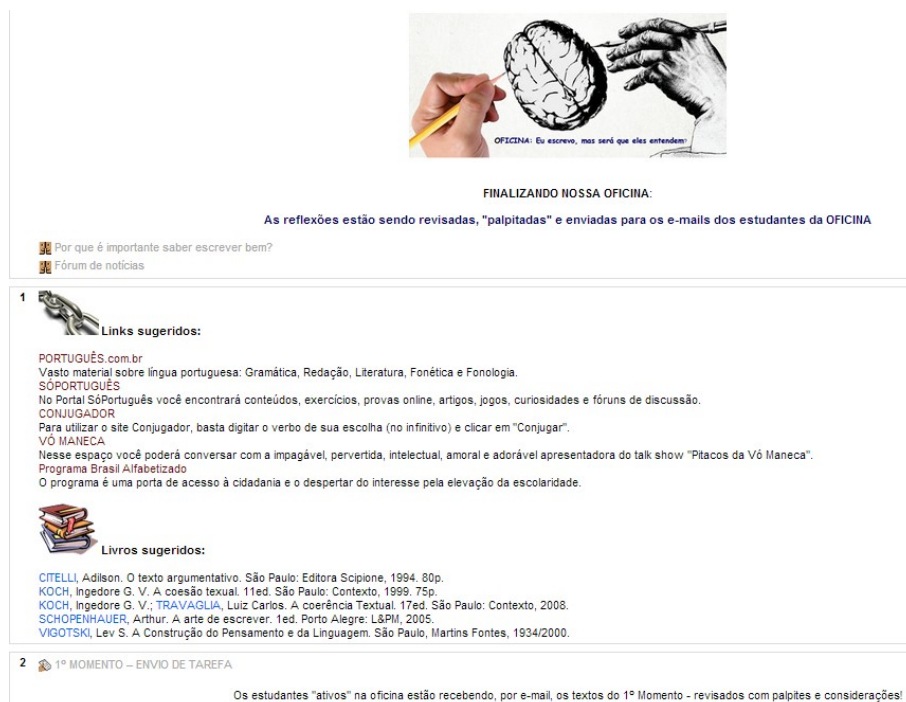 OFICINA: Eu escrevo, mas será que eles entendem?
FINALIZANDO NOSSA OFICINA:
As reflexões estão sendo revisadas, "palpitadas" e enviadas para os e-mails dos estudantes da OFICINA
Por que é importante saber escrever bem?
Fórum de notícias
1
Links sugeridos:
PORTUGUÊS.com.br
Vasto material sobre língua portuguesa: Gramática, Redação, Literatura, Fonética e Fonologia.
SÓPORTUGUÊS
No Portal SóPortuguês você encontrará conteúdos, exercícios, provas online, artigos, jogos, curiosidades e fóruns de discussão.
CONJUGADOR
Para utilizar o site Conjugador, basta digitar o verbo de sua escolha (no infinitivo) e clicar em "Conjugar".
VÓ MANECA
Nesse espaço você poderá conversar com a impagável, pervertida, intelectual, amoral e adorável apresentadora do talk show "Pitacos da Vó Maneca".
Programa Brasil Alfabetizado
O programa é uma porta de acesso à cidadania e o despertar do interesse pela elevação da escolaridade.
Livros sugeridos:
CITELLI, Adilson. O texto argumentativo. São Paulo: Editora Scipione, 1994. 80p.
KOCH, Ingedore G. V. A coesão texual. 11ed. São Paulo: Contexto, 1999. 75p.
KOCH, Ingedore G. V.; TRAVAGLIA, Luiz Carlos. A coerência Textual. 17ed. São Paulo: Contexto, 2008.
SCHOPENHAUER, Arthur. A arte de escrever. 1ed. Porto Alegre: L&PM, 2005.
VIGOTSKI, Lev S. A Construção do Pensamento e da Linguagem. São Paulo, Martins Fontes, 1934/2000.
2 1º MOMENTO – ENVIO DE TAREFA
Os estudantes "ativos" na oficina estão recebendo, por e-mail, os textos do 1º Momento - revisados com palpites e considerações!